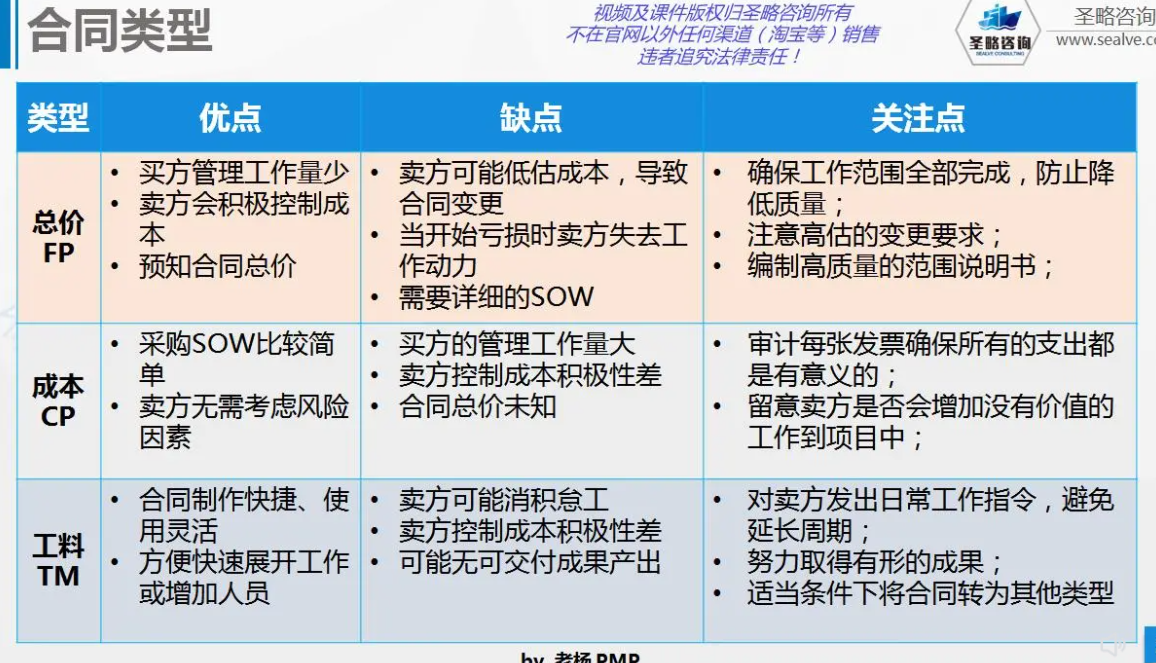 合同类型
视频及课件版权归圣略咨询所有
不在官网以外任何渠道（淘宝等）销售
违者追究法律责任！
圣略咨询
SEALVE CONSULTING
圣略咨询
www.sealve.co
类型
优点
缺点
关注点
总价
FP
• 买方管理工作量少
• 卖方会积极控制成
本
• 预知合同总价
• 卖方可能低估成本，导致
合同变更
• 当开始亏损时卖方失去工
作动力
• 需要详细的SOW
• 确保工作范围全部完成，防止降
低质量；
• 注意高估的变更要求；
• 编制高质量的范围说明书；
成本
CP
• 采购SOW比较简
单
• 卖方无需考虑风险
因素
• 买方的管理工作量大
• 卖方控制成本积极性差
• 合同总价未知
• 审计每张发票确保所有的支出都
是有意义的；
• 留意卖方是否会增加没有价值的
工作到项目中；
工料
TM
• 合同制作快捷、使
用灵活
• 方便快速展开工作
或增加人员
• 卖方可能消积怠工
• 卖方控制成本积极性差
• 可能无可交付成果产出
• 对卖方发出日常工作指令，避免
延长周期；
• 努力取得有形的成果；
• 适当条件下将合同转为其他类型
by 老杨 PMP